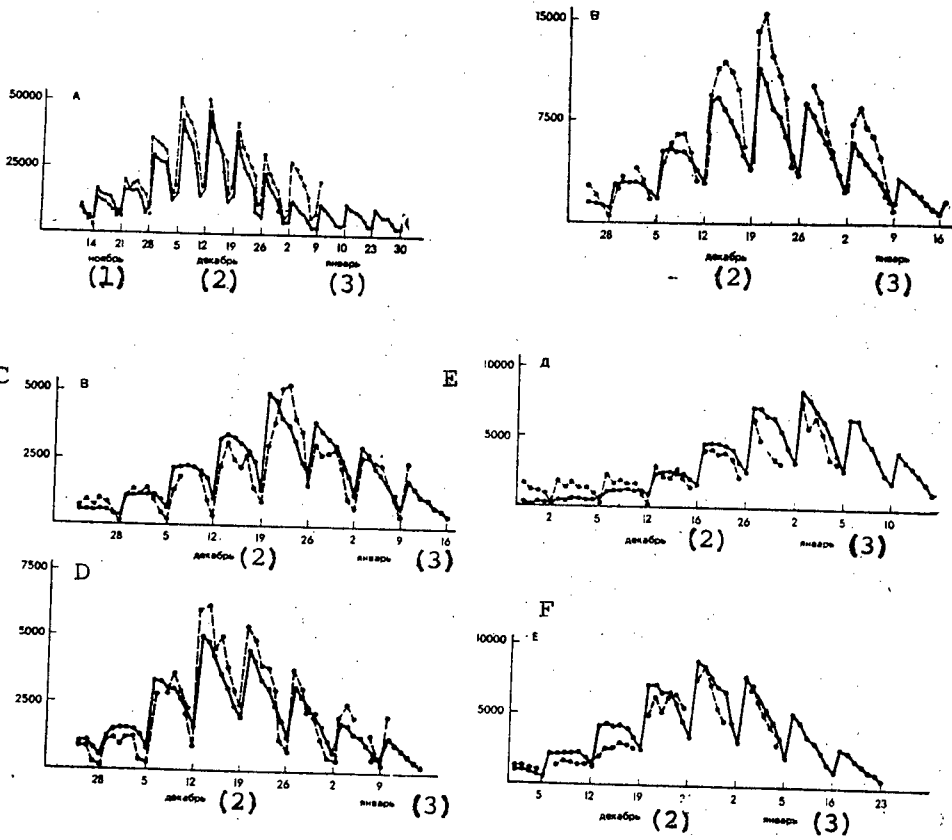 50000
А
25000
14 21 28 5 12 19 26 2 9 10 23 30
ноябрь декабрь январь
(1) (2) (3)
15000
В
7500
28 5 12 19 26 2 9 16
декабрь январь
(2) (3)
C
5000
В
2500
28 5 12 19 26 2 9 16
декабрь (2) январь (3)
E
10000
Д
5000
2 5 12 16 26 2 5 10
декабрь (2) январь (3)
D
7500
5000
2500
28 5 12 19 26 2 9
декабрь (2) январь (3)
F
10000
Е
5000
5 12 19 2 2 5 16 23
декабрь (2) январь (3)